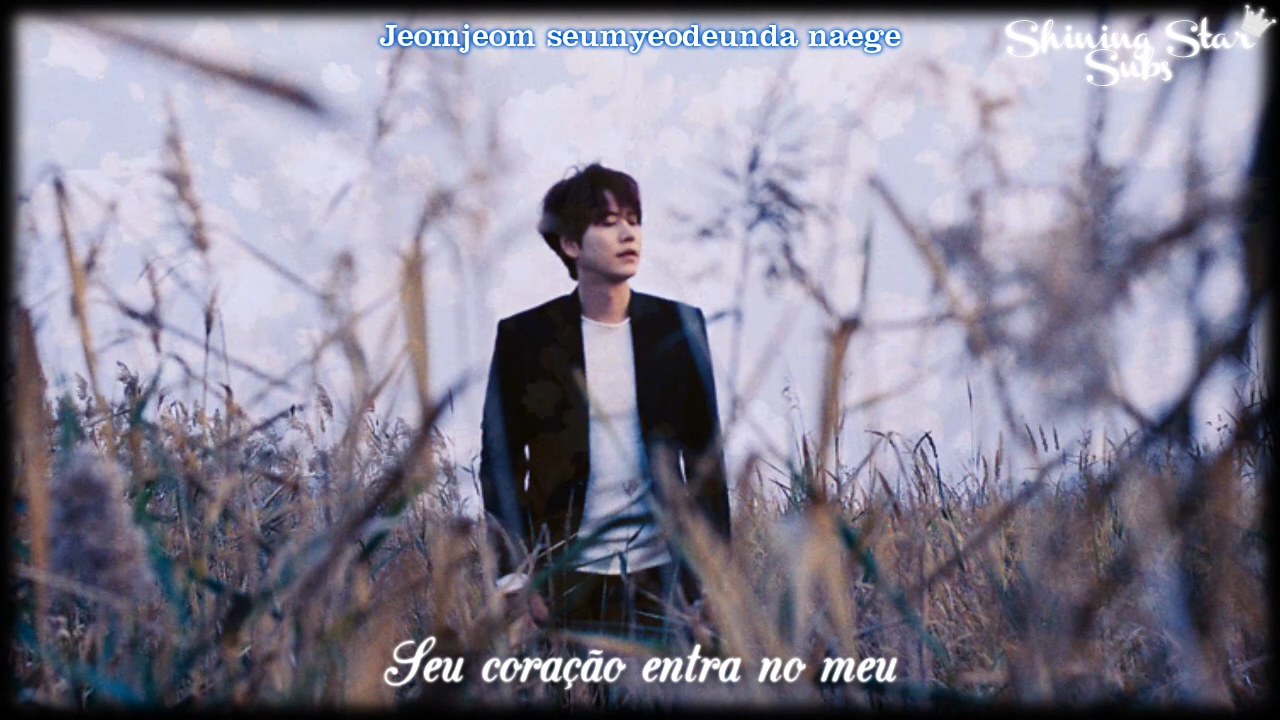 Jeomjeom seumyeodeunda naege
Shining Star
Subs
Seu coração entra no meu